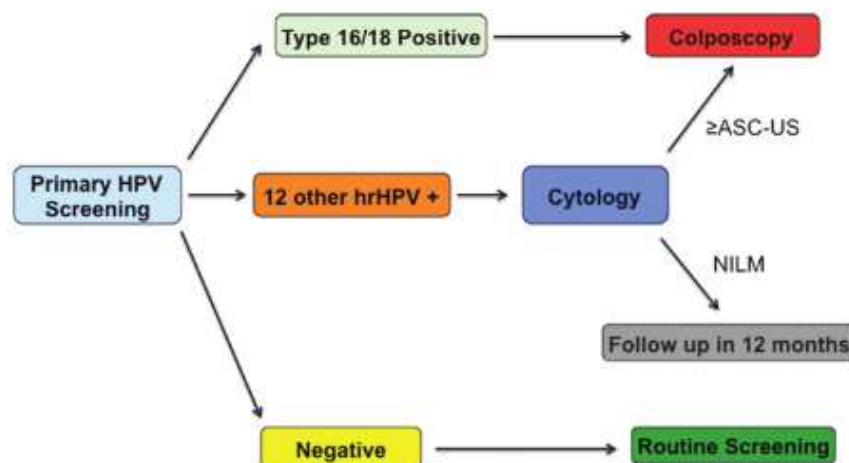 Type 16/18 Positive
Colposcopy
≥ASC-US
Primary HPV
Screening
12 other hrHPV +
Cytology
NILM
Follow up in 12 months
Negative
Routine Screening